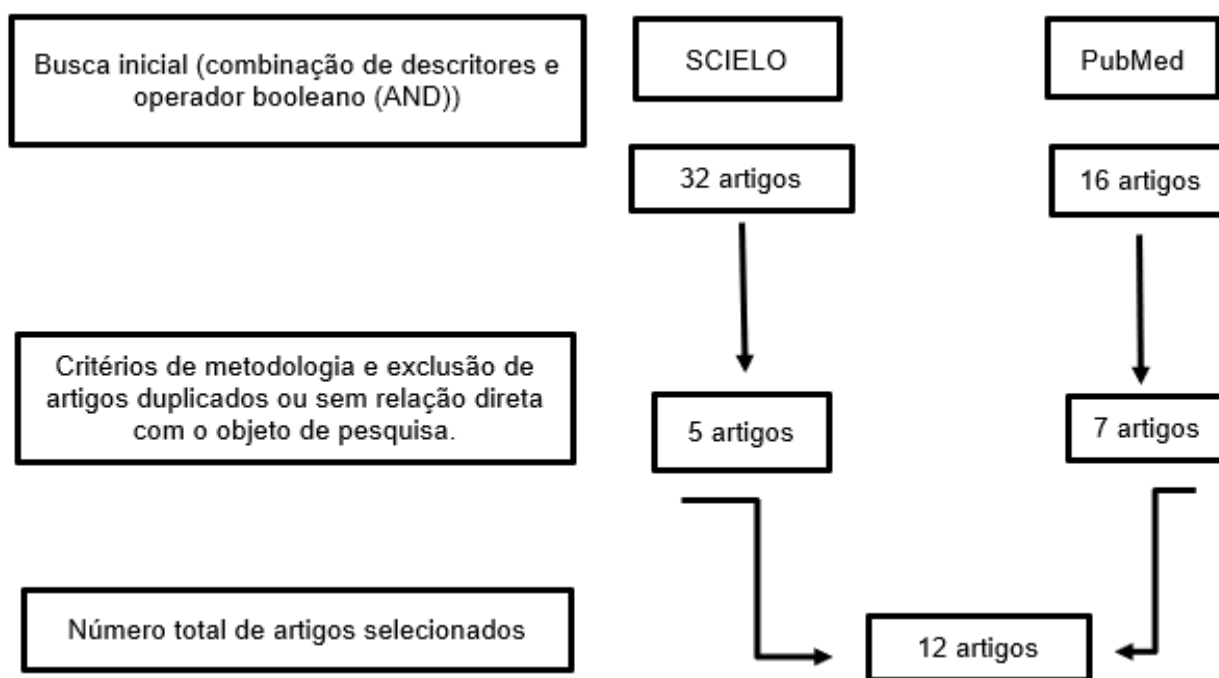 Busca inicial (combinação de descritores e
operador booleano (AND))
SCIELO
PubMed
32 artigos
16 artigos
Critérios de metodologia e exclusão de
artigos duplicados ou sem relação direta
com o objeto de pesquisa.
5 artigos
7 artigos
Número total de artigos selecionados
12 artigos